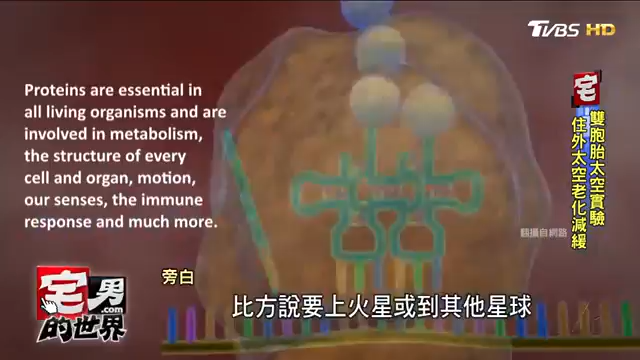 TVBS HD
Proteins are essential in
all living organisms and are
involved in metabolism,
the structure of every
cell and organ, motion,
our senses, the immune
response and much more.
宅
雙胞胎太空實驗
住外太空老化減緩
翻攝自網路
旁白
宅男
.com
的世界
比方說要上火星或到其他星球